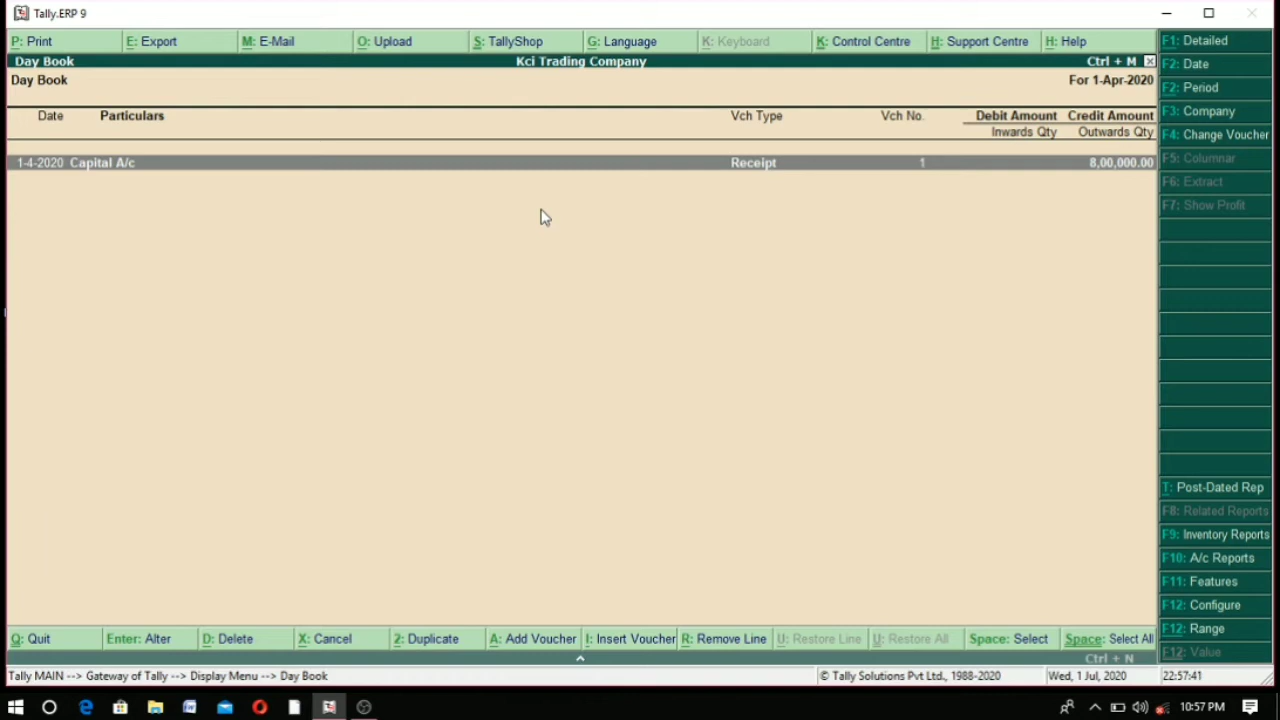 Tally.ERP 9
P: Print E: Export M: E-Mail O: Upload S: TallyShop G: Language K: Keyboard K: Control Centre H: Support Centre H: Help
Day Book Kci Trading Company Ctrl + M
Day Book For 1-Apr-2020
Date Particulars Vch Type Vch No. Debit Amount Credit Amount
Inwards Qty Outwards Qty
1-4-2020 Capital A/c Receipt 1 8,00,000.00
F1: Detailed
F2: Date
F2: Period
F3: Company
F4: Change Voucher
F5: Columnar
F6: Extract
F7: Show Profit
T: Post-Dated Rep
F8: Related Reports
F9: Inventory Reports
F10: A/c Reports
F11: Features
F12: Configure
F12: Range
F12: Value
Q: Quit Enter: Alter D: Delete X: Cancel 2: Duplicate A: Add Voucher I: Insert Voucher R: Remove Line U: Restore Line U: Restore All Space: Select Space: Select All
Ctrl + N
Tally MAIN --> Gateway of Tally --> Display Menu --> Day Book © Tally Solutions Pvt Ltd., 1988-2020 Wed, 1 Jul, 2020 22:57:41
10:57 PM